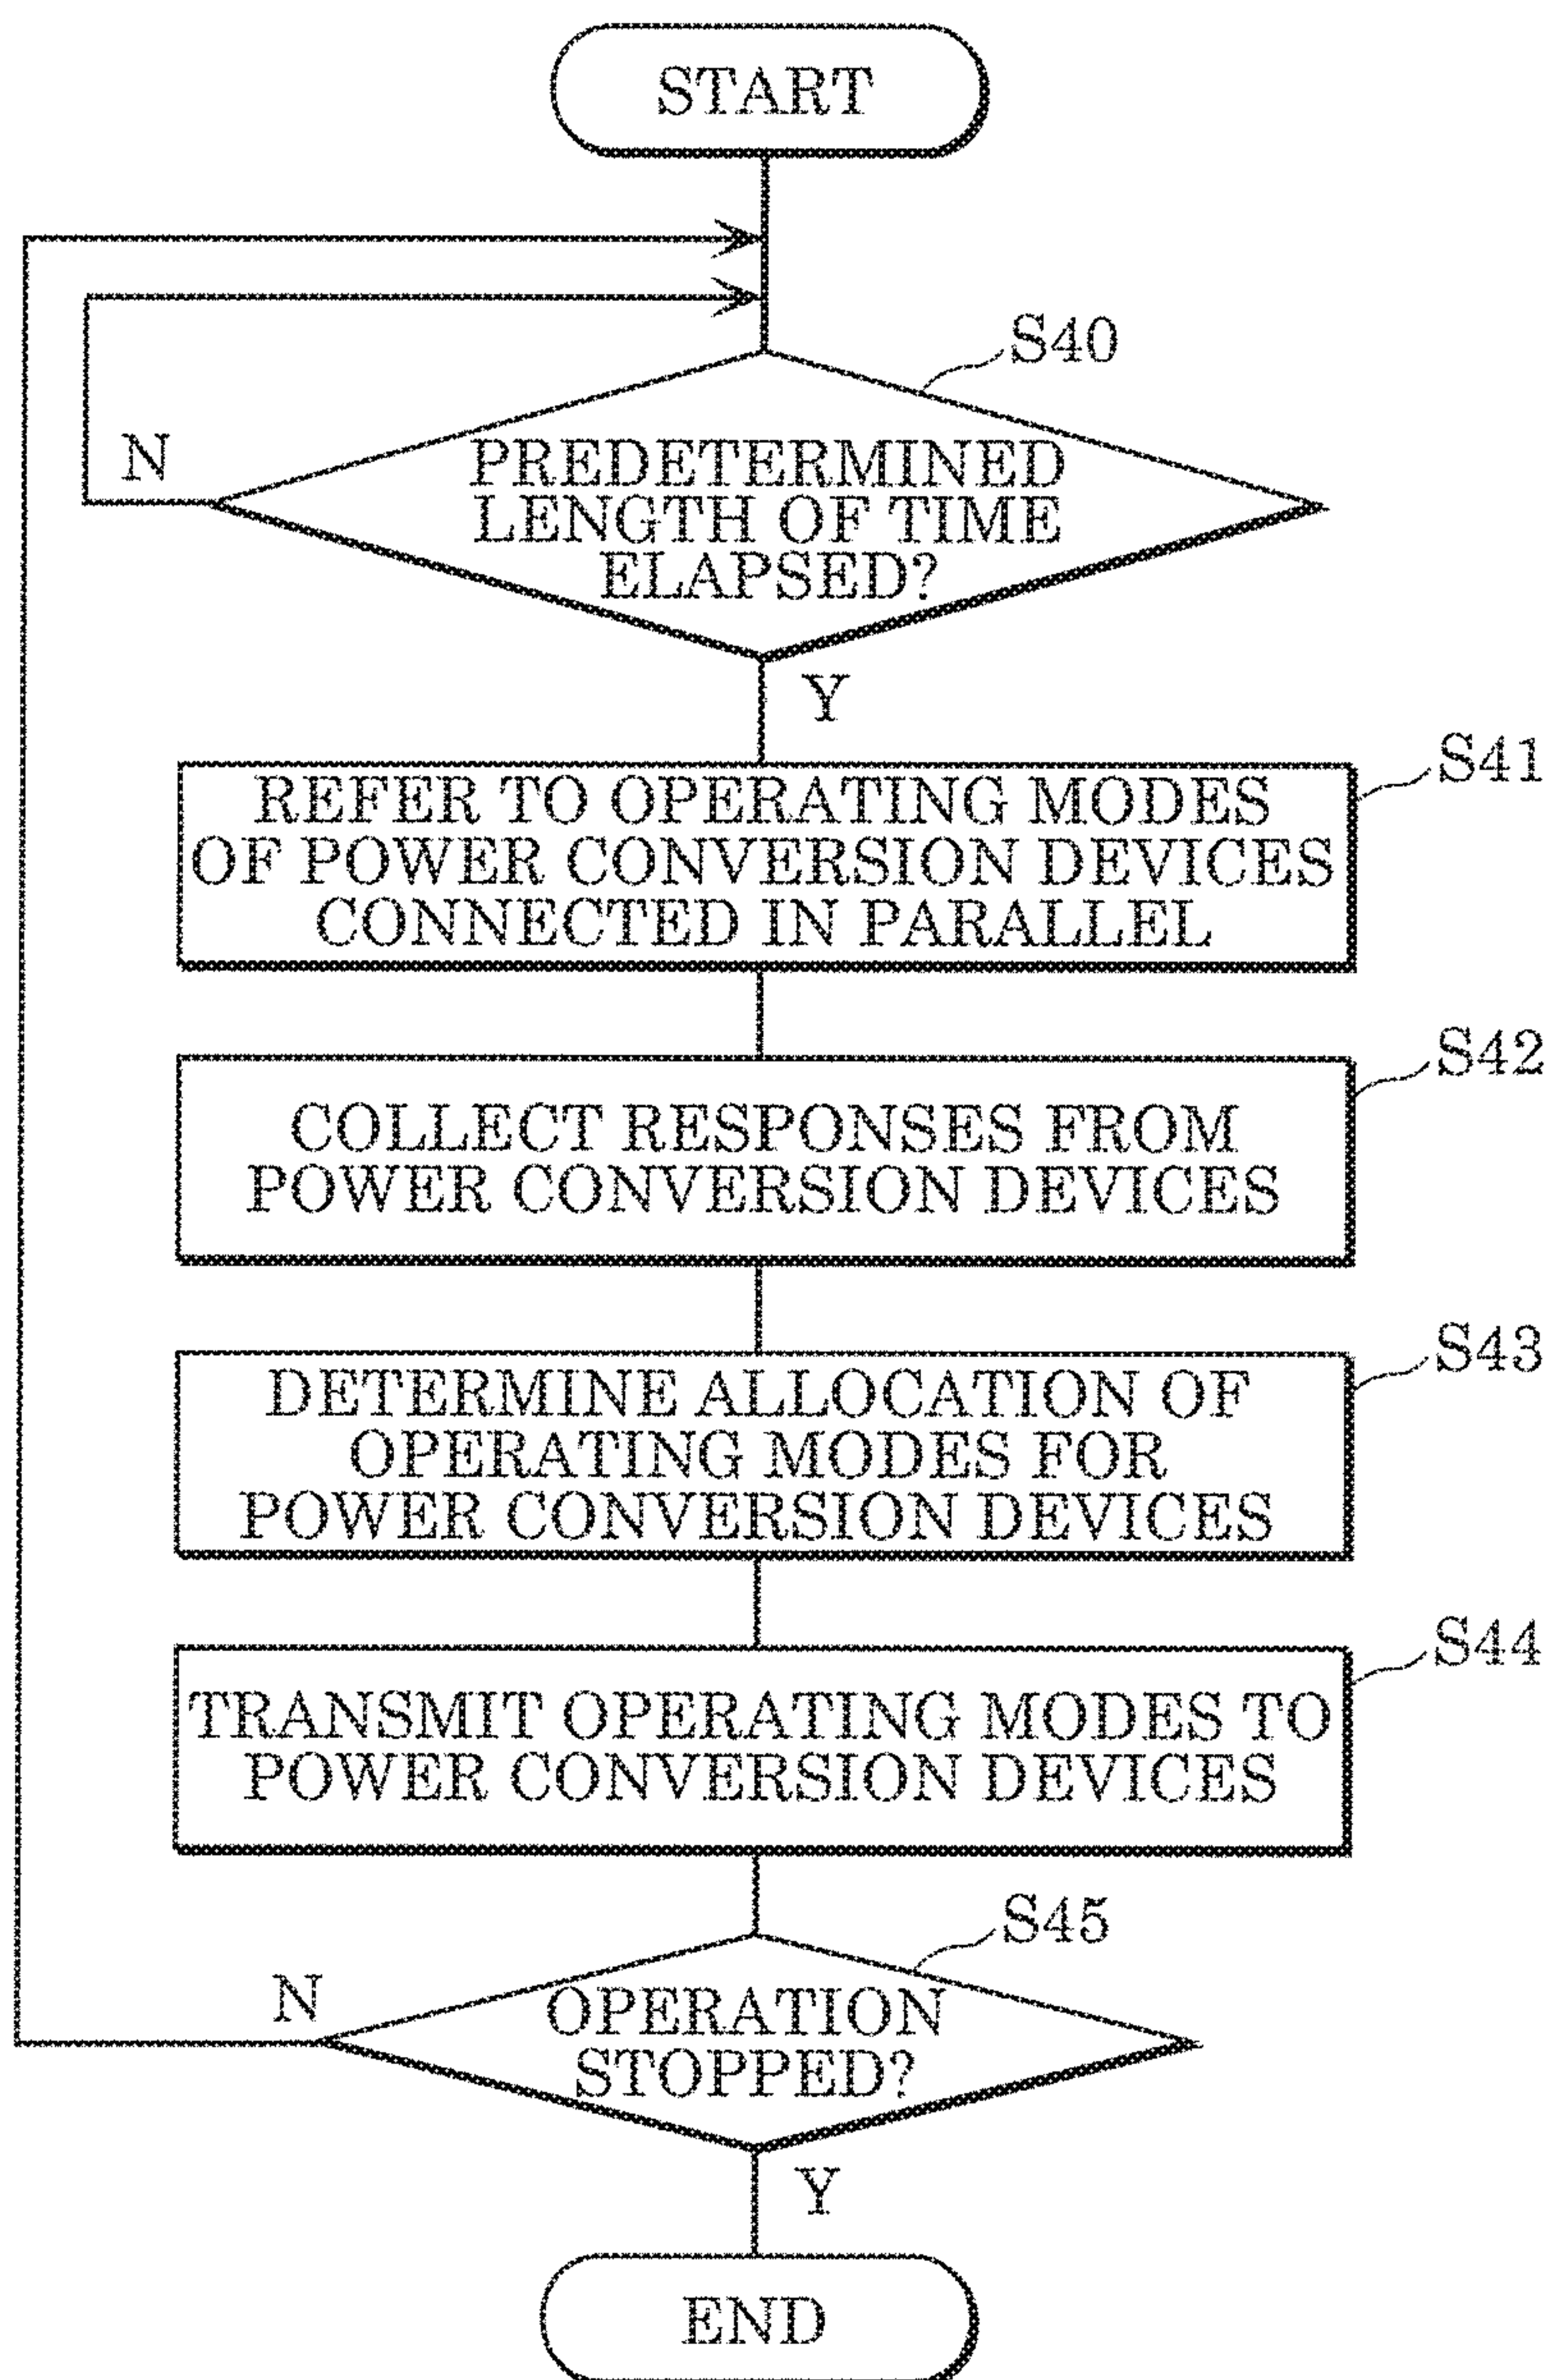 START
S40
N
PREDETERMINED
LENGTH OF TIME
ELAPSED?
Y
S41
REFER TO OPERATING MODES
OF POWER CONVERSION DEVICES
CONNECTED IN PARALLEL
S42
COLLECT RESPONSES FROM
POWER CONVERSION DEVICES
S43
DETERMINE ALLOCATION OF
OPERATING MODES FOR
POWER CONVERSION DEVICES
S44
TRANSMIT OPERATING MODES TO
POWER CONVERSION DEVICES
S45
N
OPERATION
STOPPED?
Y
END